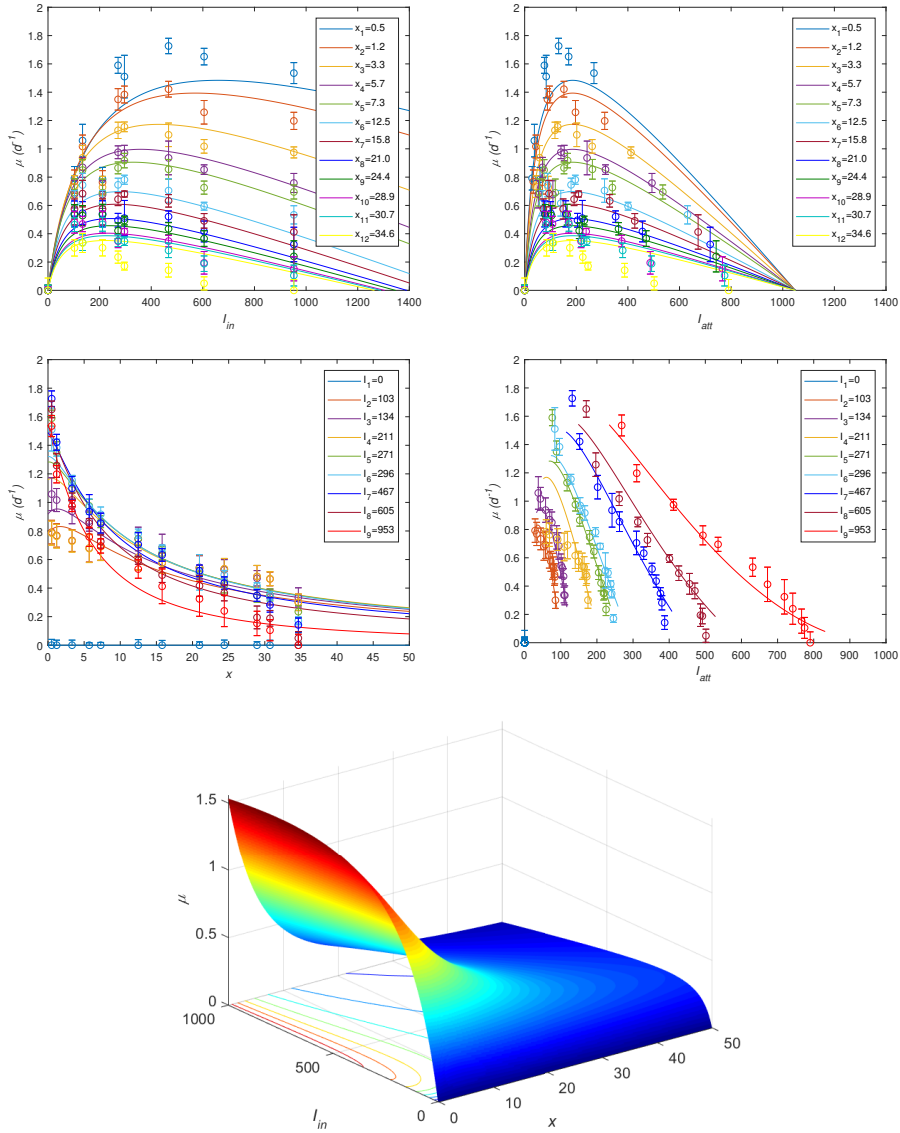 2
1.8
1.6
1.4
1.2
1
0.8
0.6
0.4
0.2
0
μ (d⁻¹)
0 200 400 600 800 1000 1200 1400
I_in
x₁=0.5
x₂=1.2
x₃=3.3
x₄=5.7
x₅=7.3
x₆=12.5
x₇=15.8
x₈=21.0
x₉=24.4
x₁₀=28.9
x₁₁=30.7
x₁₂=34.6
2
1.8
1.6
1.4
1.2
1
0.8
0.6
0.4
0.2
0
μ (d⁻¹)
0 200 400 600 800 1000 1200 1400
I_att
x₁=0.5
x₂=1.2
x₃=3.3
x₄=5.7
x₅=7.3
x₆=12.5
x₇=15.8
x₈=21.0
x₉=24.4
x₁₀=28.9
x₁₁=30.7
x₁₂=34.6
2
1.8
1.6
1.4
1.2
1
0.8
0.6
0.4
0.2
0
μ (d⁻¹)
0 5 10 15 20 25 30 35 40 45 50
x
I₁=0
I₂=103
I₃=134
I₄=211
I₅=271
I₆=296
I₇=467
I₈=605
I₉=953
2
1.8
1.6
1.4
1.2
1
0.8
0.6
0.4
0.2
0
μ (d⁻¹)
0 100 200 300 400 500 600 700 800 900 1000
I_att
I₁=0
I₂=103
I₃=134
I₄=211
I₅=271
I₆=296
I₇=467
I₈=605
I₉=953
1.5
1
0.5
0
μ
1000
500
0
I_in
0 10 20 30 40 50
x